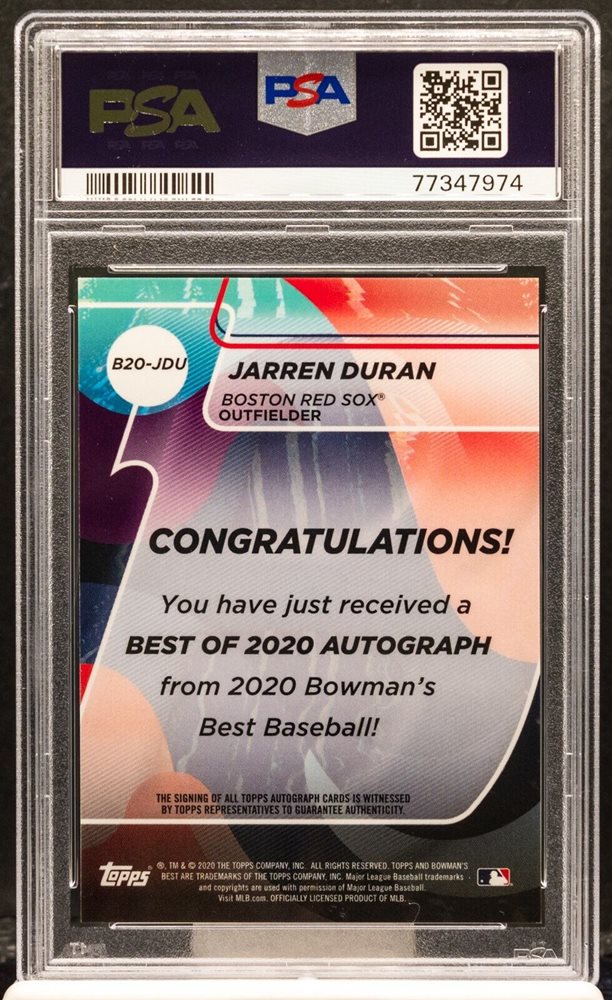 PSA
PSA
77347974
B20-JDU
JARREN DURAN
BOSTON RED SOX®
OUTFIELDER
CONGRATULATIONS!
You have just received a
BEST OF 2020 AUTOGRAPH
from 2020 Bowman's
Best Baseball!
THE SIGNING OF ALL TOPPS AUTOGRAPH CARDS IS WITNESSED
BY TOPPS REPRESENTATIVES TO GUARANTEE AUTHENTICITY.
Topps
®, TM & © 2020 THE TOPPS COMPANY, INC. ALL RIGHTS RESERVED. TOPPS AND BOWMAN'S
BEST ARE TRADEMARKS OF THE TOPPS COMPANY, INC. Major League Baseball trademarks
and copyrights are used with permission of Major League Baseball.
Visit MLB.com. OFFICIALLY LICENSED PRODUCT OF MLB.
PSA